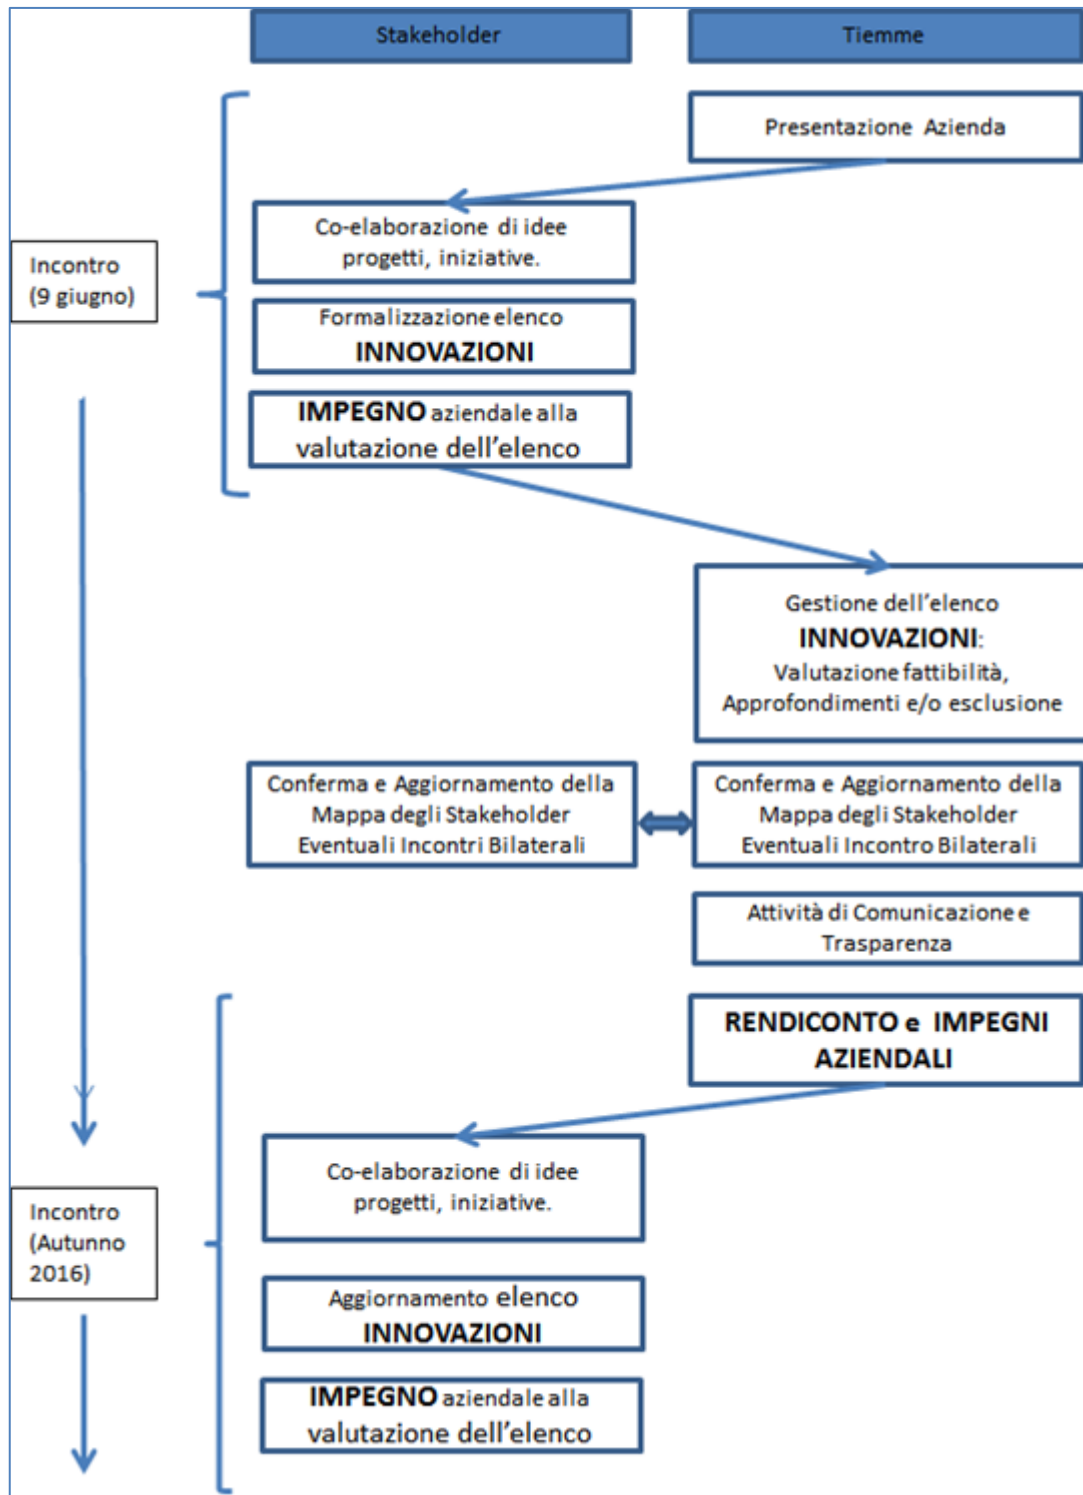 Stakeholder
Tiemme
Presentazione Azienda
Co-elaborazione di idee
progetti, iniziative.
Incontro
(9 giugno)
Formalizzazione elenco
INNOVAZIONI
IMPEGNO aziendale alla
valutazione dell'elenco
Gestione dell'elenco
INNOVAZIONI:
Valutazione fattibilità,
Approfondimenti e/o esclusione
Conferma e Aggiornamento della
Mappa degli Stakeholder
Eventuali Incontri Bilaterali
Conferma e Aggiornamento della
Mappa degli Stakeholder
Eventuali Incontro Bilaterali
Attività di Comunicazione e
Trasparenza
RENDICONTO e IMPEGNI
AZIENDALI
Co-elaborazione di idee
progetti, iniziative.
Incontro
(Autunno
2016)
Aggiornamento elenco
INNOVAZIONI
IMPEGNO aziendale alla
valutazione dell'elenco